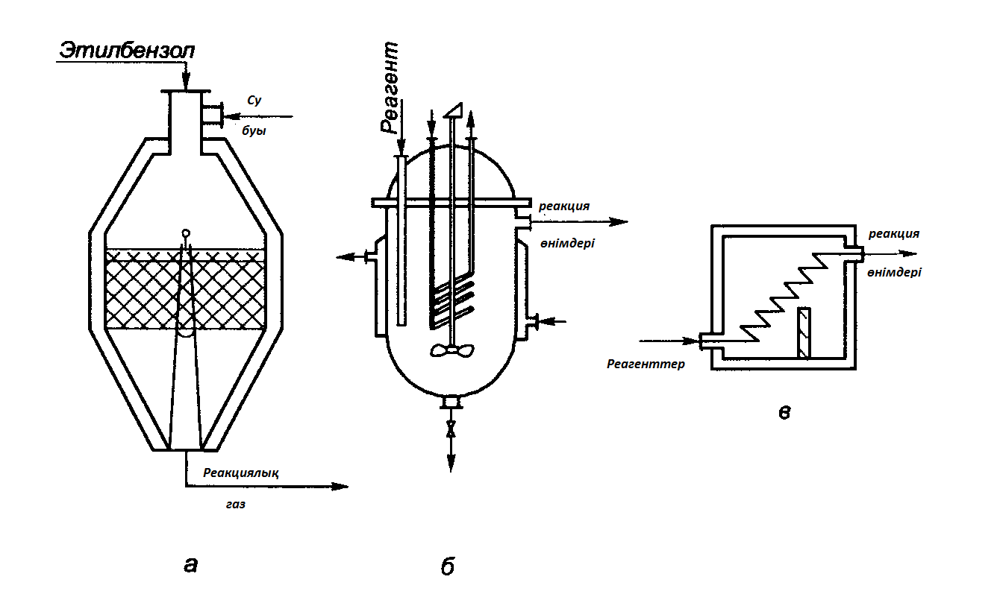 Этилбензол
Су
буы
Реакциялық
газ
а
Реагент
реакция
өнімдері
б
реакция
өнімдері
Реагенттер
в